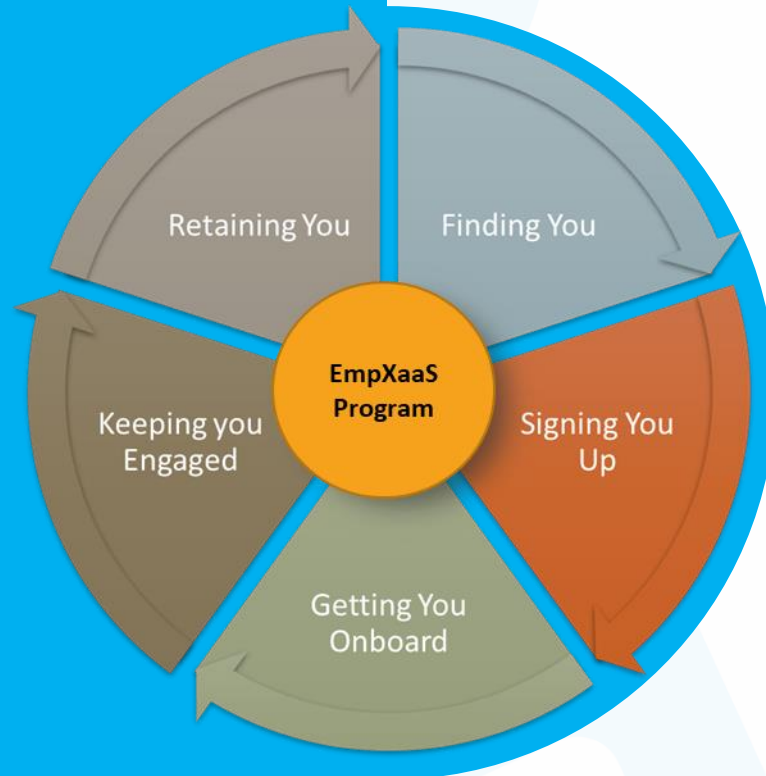 Retaining You
Finding You
EmpXaaS
Program
Keeping you
Engaged
Signing You
Up
Getting You
Onboard